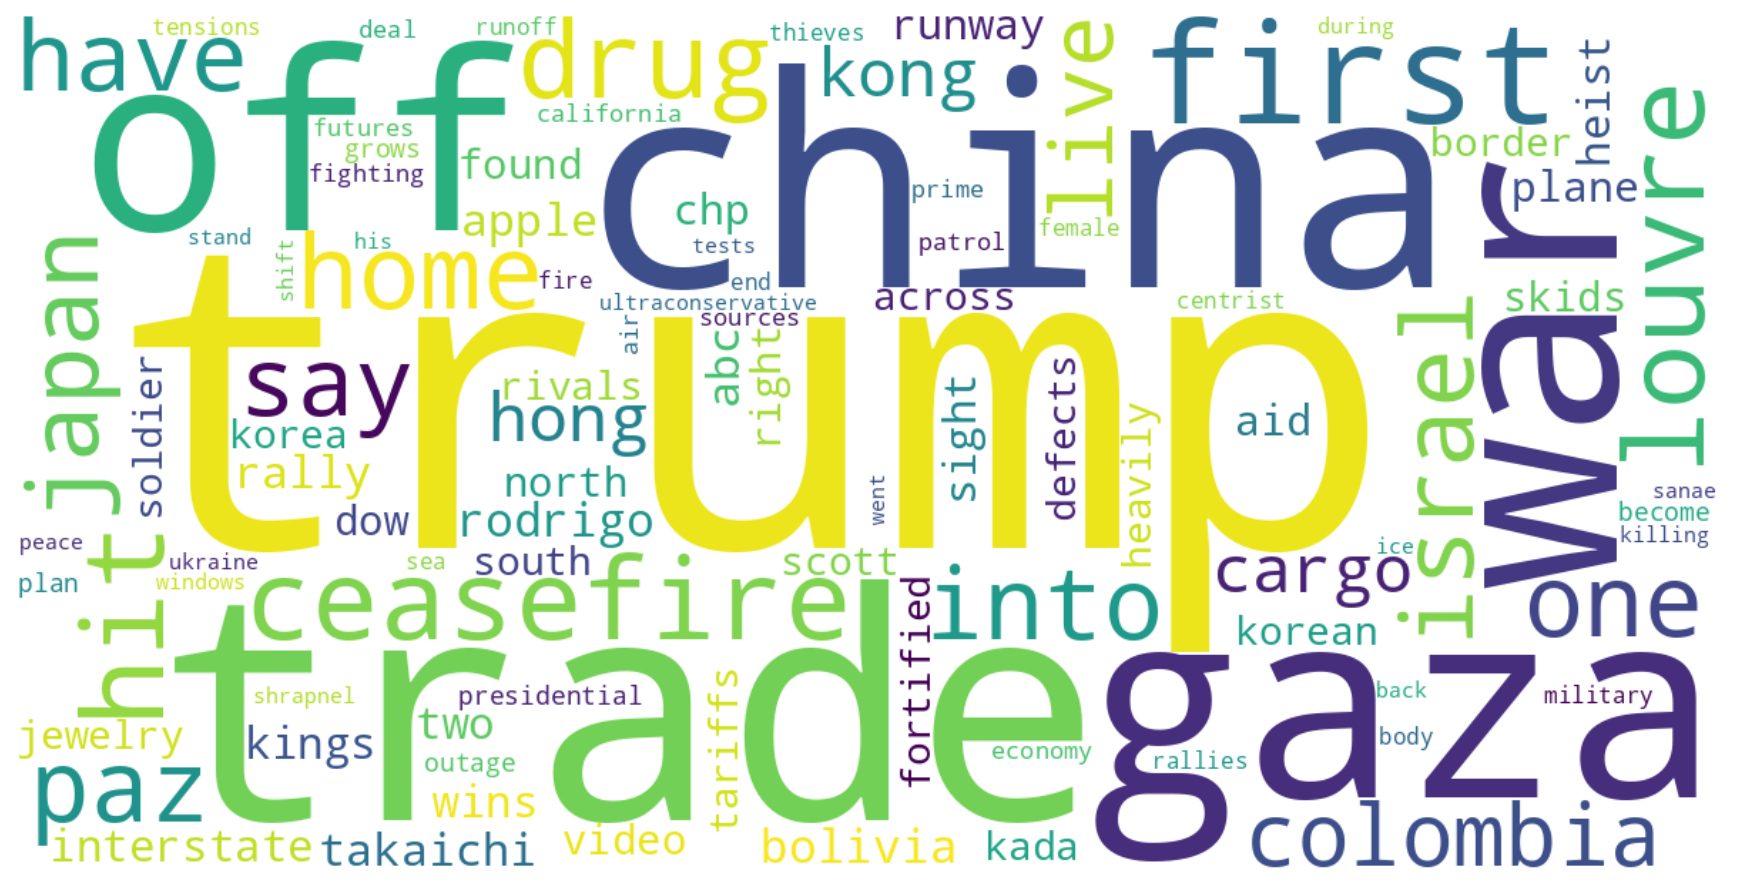 tensions
deal
runoff
thieves
runway
during
have
off
drug
kong
live
first
heist
california
futures
grows
fighting
found
china
border
louvre
apple
chp
prime
plane
stand
his
tests
patrol
female
war
japan
shift
home
fire
end
ultraconservative
across
centrist
skids
trump
sources
air
abc
right
israel
soldier
say
rivals
hong
sight
defects
aid
korea
rally
north
heavily
dow
rodrigo
went
sanae
become
killing
peace
hit
ukraine
sea
south
scott
ice
plan
windows
ceasefire
fortified
into
cargo
one
korean
trade
gaza
shrapnel
presidential
tariffs
back
military
jewelry
kings
two
economy
body
paz
outage
rallies
wins
interstate
takaichi
video
bolivia
kada
colombia